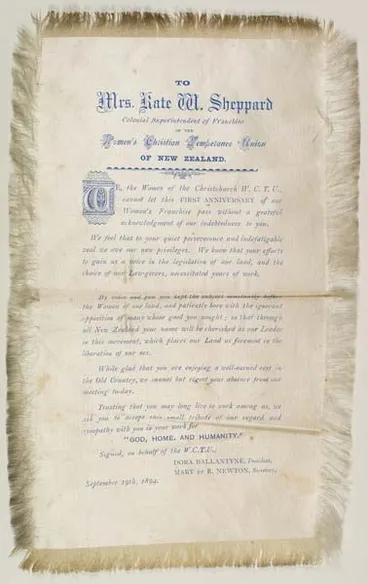 TO
Mrs. Kate W. Sheppard
Colonial Superintendent of Franchise
OF THE
Women's Christian Temperance Union
OF NEW ZEALAND.
WE, the Women of the Christchurch W. C. T. U.,
cannot let this FIRST ANNIVERSARY of our
Women's Franchise pass without a grateful
acknowledgment of our indebtedness to you.
We feel that to your quiet perseverance and indefatigable
zeal we owe our new privileges. We know that your efforts
to gain us a voice in the legislation of our land, and the
choice of our Law-givers, necessitated years of work.
By voice and pen you kept the subject constantly before
the Women of our land, and patiently bore with the ignorant
opposition of many whose good you sought; so that through
all New Zealand your name will be cherished as our Leader
in this movement, which places our Land as foremost in the
liberation of our sex.
While glad that you are enjoying a well-earned rest in
the Old Country, we cannot but regret your absence from our
meeting to-day.
Trusting that you may long live to work among us, we
ask you to accept this small tribute of our regard and
sympathy with you in your work for
"GOD, HOME, AND HUMANITY."
Signed, on behalf of the W.C.T.U.,
DORA BALLANTYNE, President,
MARY R. NEWTON, Secretary.
September 19th, 1894.